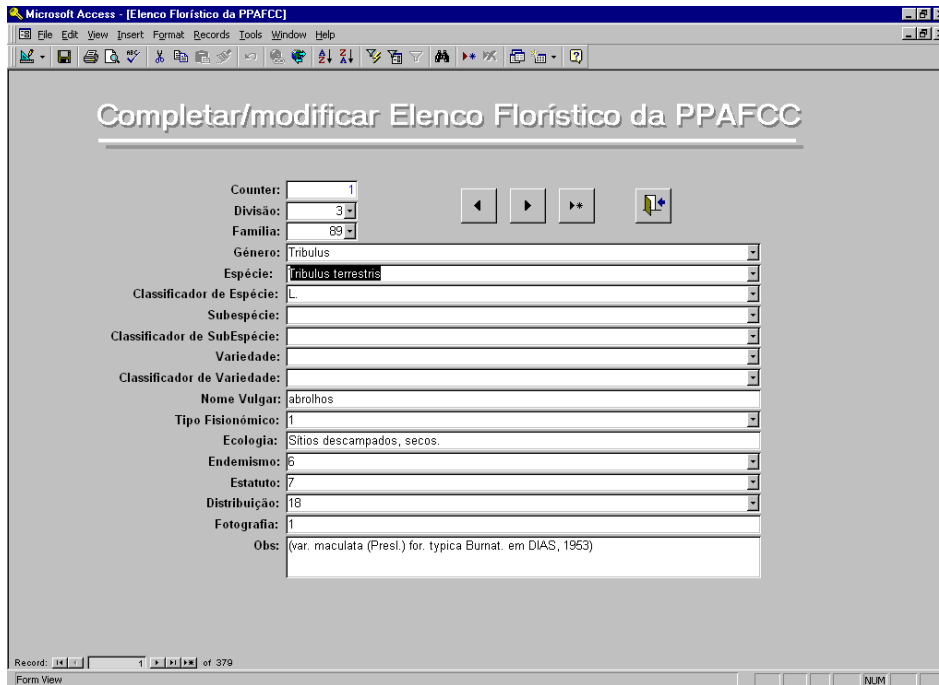 Microsoft Access - [Elenco Florístico da PPAFCC]
File Edit View Insert Format Records Tools Window Help
Completar/modificar Elenco Florístico da PPAFCC
Counter: 1
Divisão: 3
Família: 89
Género: Tribulus
Espécie: Tribulus terrestris
Classificador de Espécie: L.
Subespécie:
Classificador de SubEspécie:
Variedade:
Classificador de Variedade:
Nome Vulgar: abrolhos
Tipo Fisionómico: 1
Ecologia: Sítios descampados, secos.
Endemismo: 6
Estatuto: 7
Distribuição: 18
Fotografia: 1
Obs: (var. maculata (Presl.) for. typica Burnat. em DIAS, 1953)
Record: 1 of 379
Form View NUM